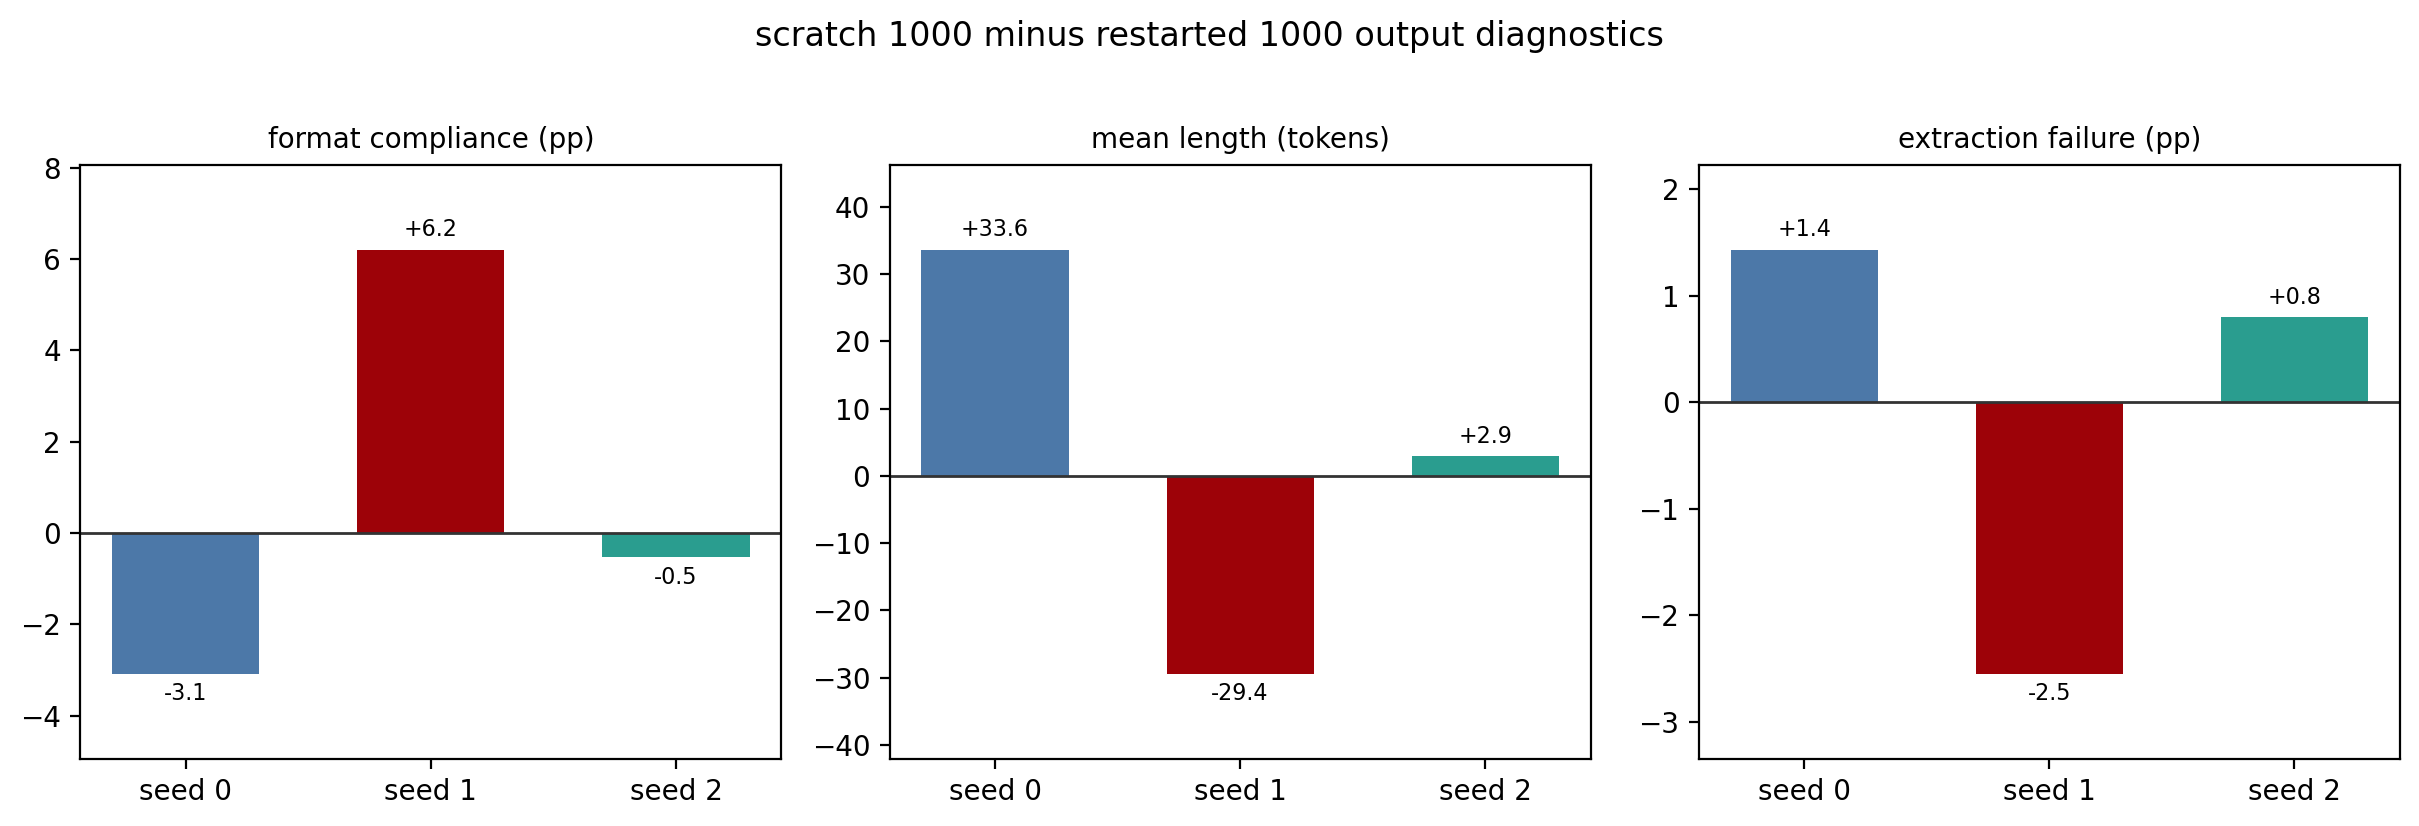 scratch 1000 minus restarted 1000 output diagnostics
format compliance (pp)
8
6
4
2
0
−2
−4
-3.1
+6.2
-0.5
seed 0
seed 1
seed 2
mean length (tokens)
40
30
20
10
0
−10
−20
−30
−40
+33.6
-29.4
+2.9
seed 0
seed 1
seed 2
extraction failure (pp)
2
1
0
−1
−2
−3
+1.4
-2.5
+0.8
seed 0
seed 1
seed 2